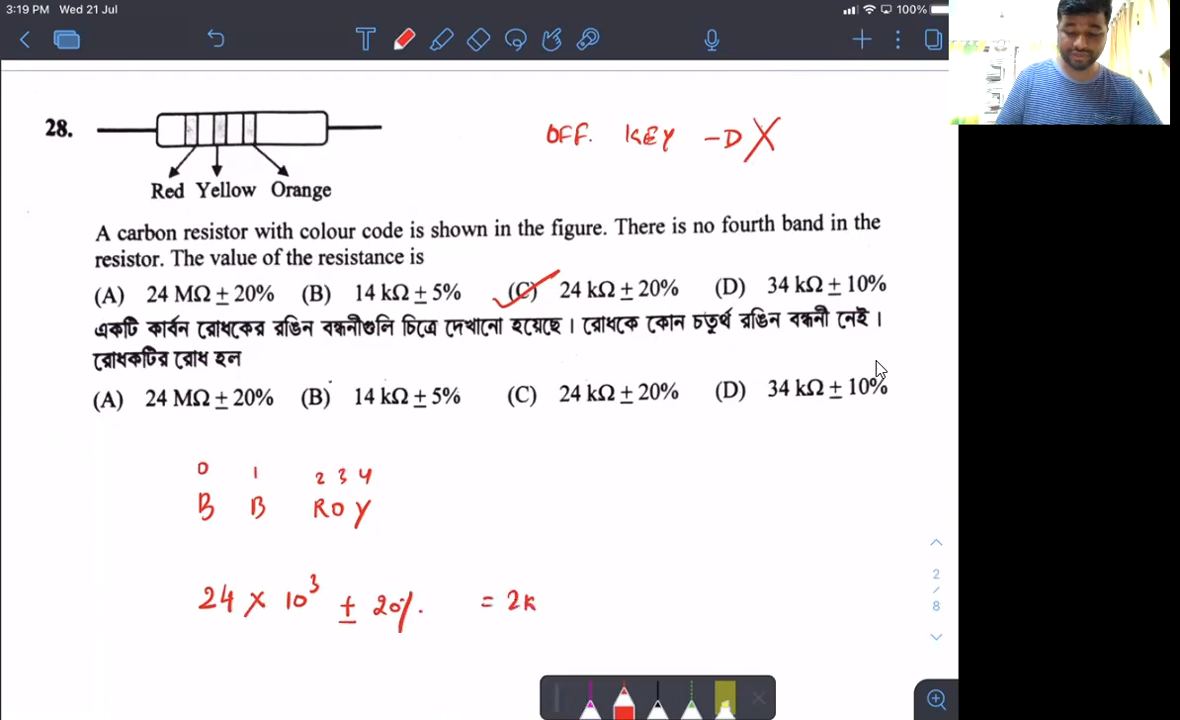 3:19 PM Wed 21 Jul
100%
28.
OFF. KEY -D X
Red Yellow Orange
A carbon resistor with colour code is shown in the figure. There is no fourth band in the
resistor. The value of the resistance is
(A) 24 MΩ ± 20% (B) 14 kΩ ± 5% (C) 24 kΩ ± 20% (D) 34 kΩ ± 10%
একটি কার্বন রোধকের রঙিন বন্ধনীগুলি চিত্রে দেখানো হয়েছে। রোধকে কোন চতুর্থ রঙিন বন্ধনী নেই।
রোধকটির রোধ হল
(A) 24 MΩ ± 20% (B) 14 kΩ ± 5% (C) 24 kΩ ± 20% (D) 34 kΩ ± 10%
0 1 2 3 4
B B R O Y
24 × 10³ ± 20%. = 2k
2
/
8